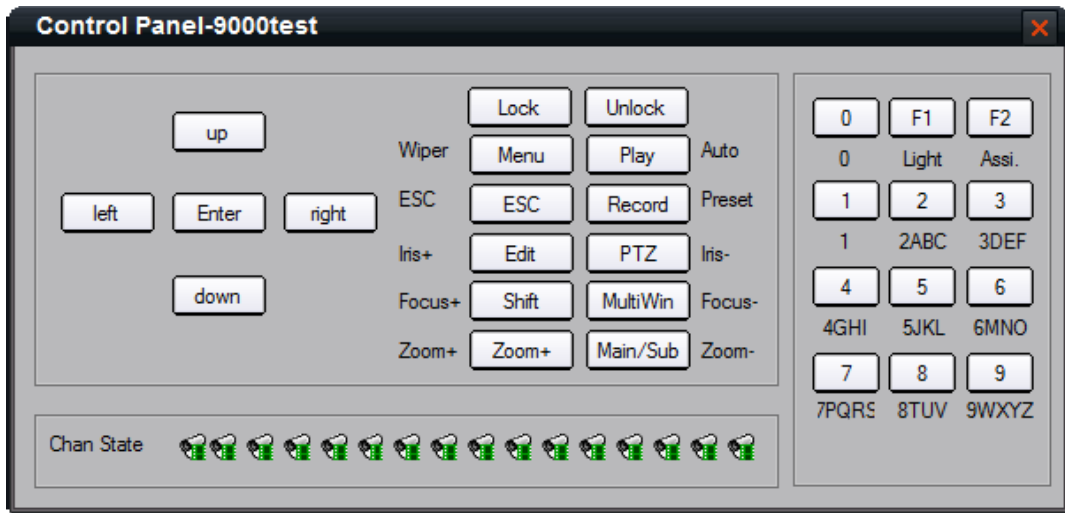 Control Panel-9000test
up
left Enter right
down
Lock Unlock
Wiper Menu Play Auto
ESC ESC Record Preset
Iris+ Edit PTZ Iris-
Focus+ Shift MultiWin Focus-
Zoom+ Zoom+ Main/Sub Zoom-
0 F1 F2
0 Light Assi.
1 2 3
1 2ABC 3DEF
4 5 6
4GHI 5JKL 6MNO
7 8 9
7PQRS 8TUV 9WXYZ
Chan State